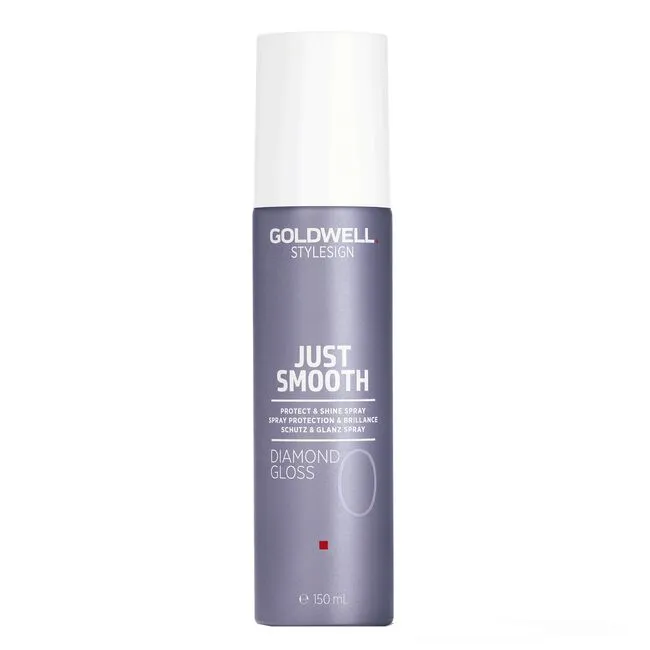 GOLDWELL.
STYLESIGN
JUST
SMOOTH
PROTECT & SHINE SPRAY
SPRAY PROTECTION & BRILLANCE
SCHUTZ & GLANZ SPRAY
DIAMOND
GLOSS
0
℮ 150 mL